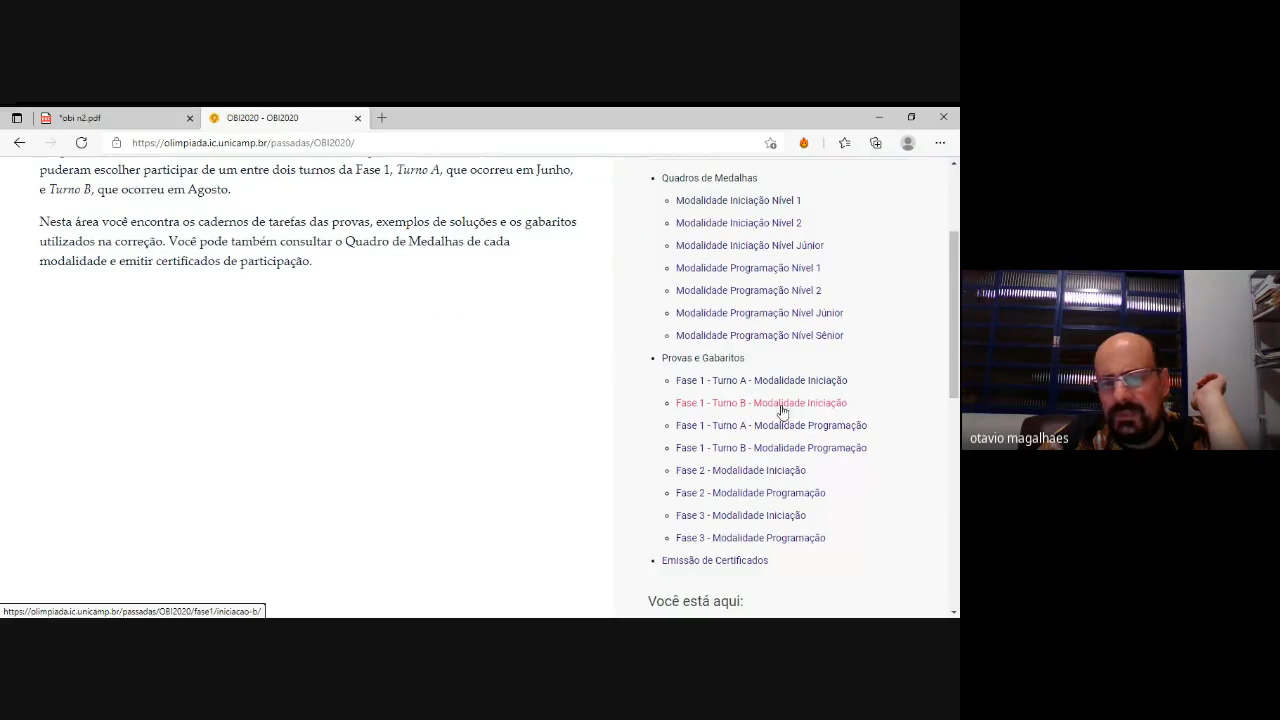 *obi n2.pdf
OBI2020 - OBI2020
https://olimpiada.ic.unicamp.br/passadas/OBI2020/
puderam escolher participar de um entre dois turnos da Fase 1, Turno A, que ocorreu em Junho,
e Turno B, que ocorreu em Agosto.
Nesta área você encontra os cadernos de tarefas das provas, exemplos de soluções e os gabaritos
utilizados na correção. Você pode também consultar o Quadro de Medalhas de cada
modalidade e emitir certificados de participação.
Quadros de Medalhas
Modalidade Iniciação Nível 1
Modalidade Iniciação Nível 2
Modalidade Iniciação Nível Júnior
Modalidade Programação Nível 1
Modalidade Programação Nível 2
Modalidade Programação Nível Júnior
Modalidade Programação Nível Sênior
Provas e Gabaritos
Fase 1 - Turno A - Modalidade Iniciação
Fase 1 - Turno B - Modalidade Iniciação
Fase 1 - Turno A - Modalidade Programação
Fase 1 - Turno B - Modalidade Programação
Fase 2 - Modalidade Iniciação
Fase 2 - Modalidade Programação
Fase 3 - Modalidade Iniciação
Fase 3 - Modalidade Programação
Emissão de Certificados
Você está aqui:
https://olimpiada.ic.unicamp.br/passadas/OBI2020/fase1/iniciacao-b/
otavio magalhaes